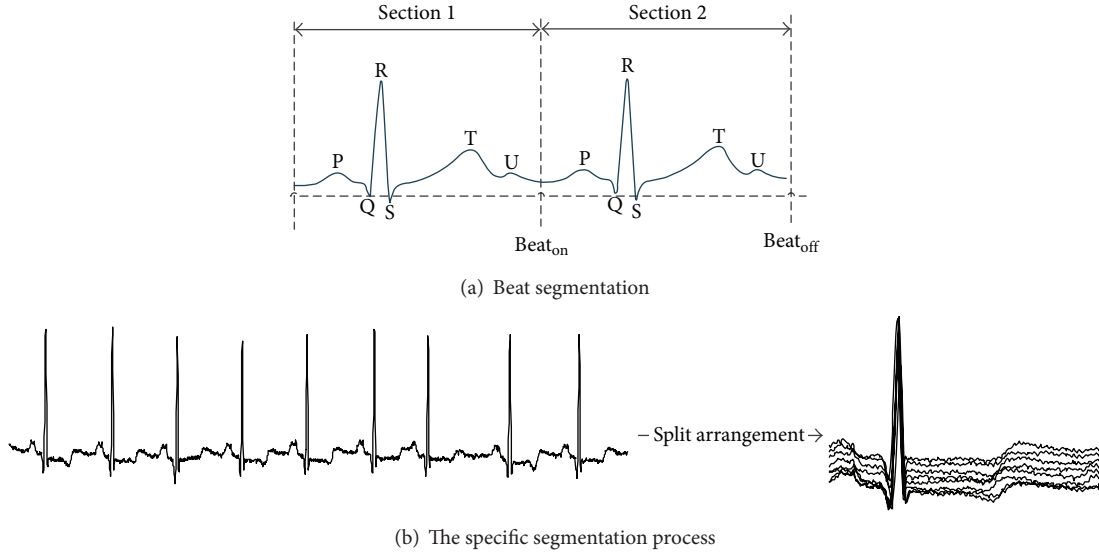 Section 1
Section 2
R
R
P
T
U
P
T
U
Q
S
Q
S
Beat_on
Beat_off
(a) Beat segmentation
Split arrangement
(b) The specific segmentation process